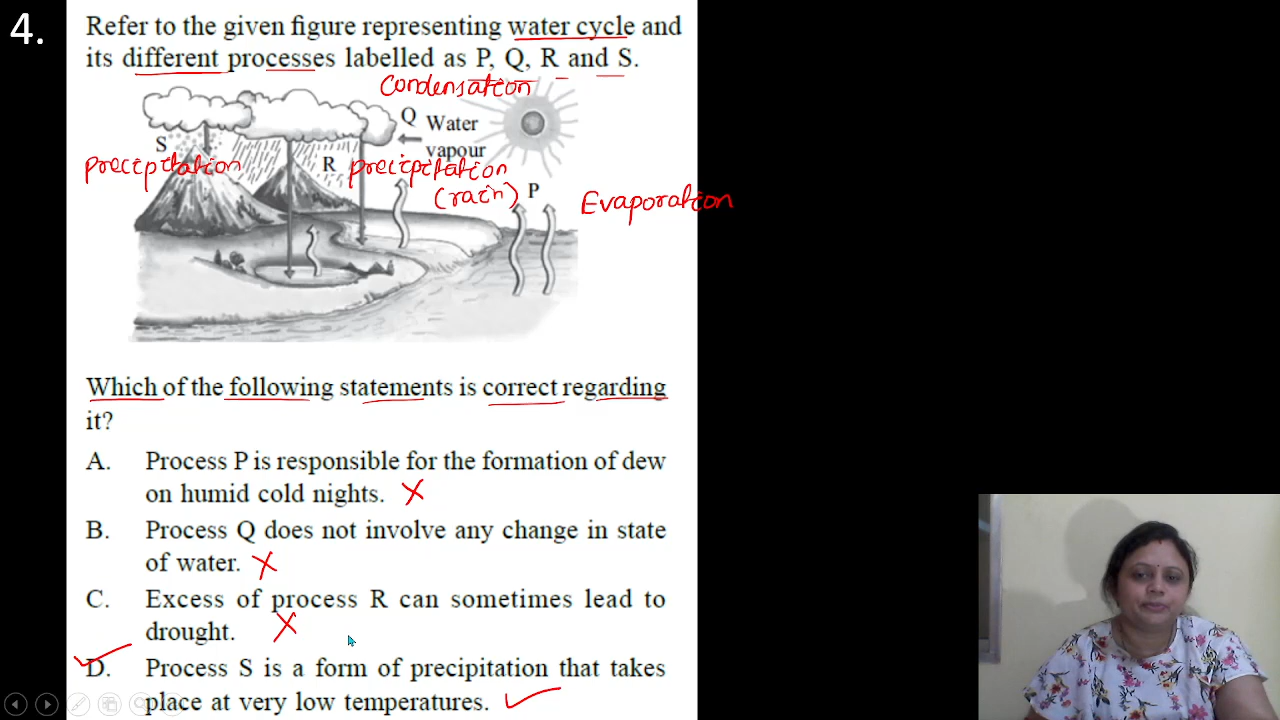 4.
Refer to the given figure representing water cycle and
its different processes labelled as P, Q, R and S.
Condensation
Q Water
vapour
S
precipitation
R
precipitation
(rain)
P
Evaporation
Which of the following statements is correct regarding
it?
A. Process P is responsible for the formation of dew
on humid cold nights.
B. Process Q does not involve any change in state
of water.
C. Excess of process R can sometimes lead to
drought.
D. Process S is a form of precipitation that takes
place at very low temperatures.